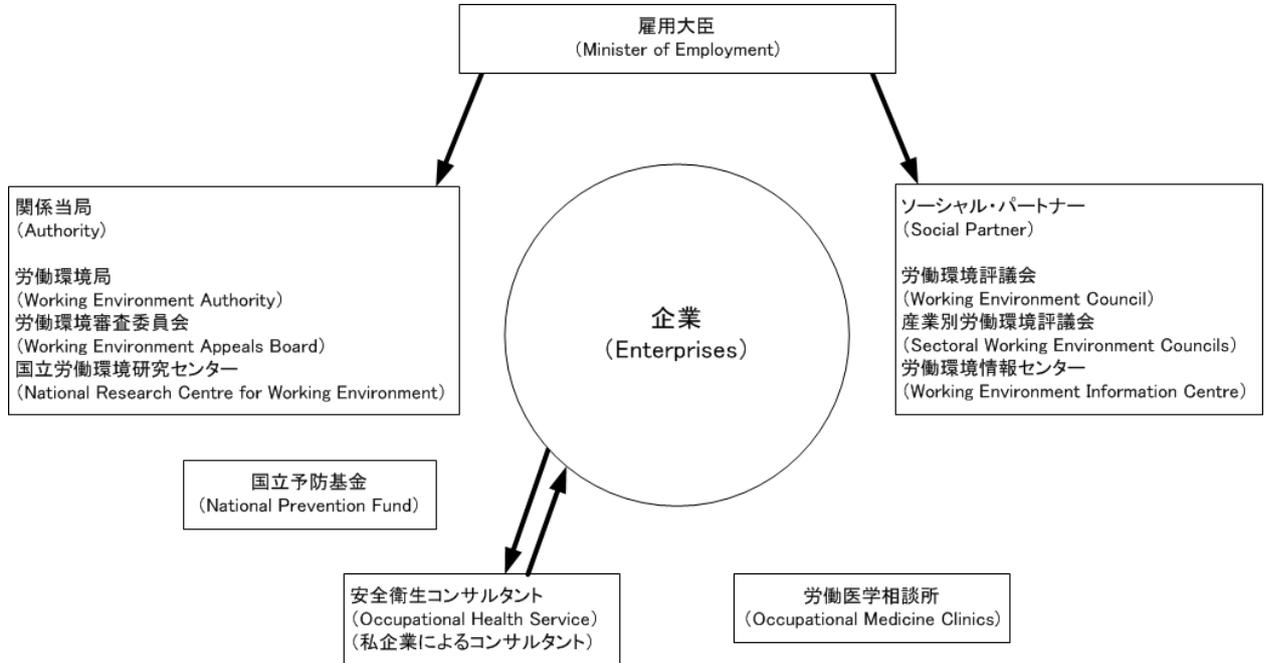 雇用大臣
(Minister of Employment)
関係当局
(Authority)
労働環境局
(Working Environment Authority)
労働環境審査委員会
(Working Environment Appeals Board)
国立労働環境研究センター
(National Research Centre for Working Environment)
企業
(Enterprises)
ソーシャル・パートナー
(Social Partner)
労働環境評議会
(Working Environment Council)
産業別労働環境評議会
(Sectoral Working Environment Councils)
労働環境情報センター
(Working Environment Information Centre)
国立予防基金
(National Prevention Fund)
安全衛生コンサルタント
(Occupational Health Service)
(私企業によるコンサルタント)
労働医学相談所
(Occupational Medicine Clinics)